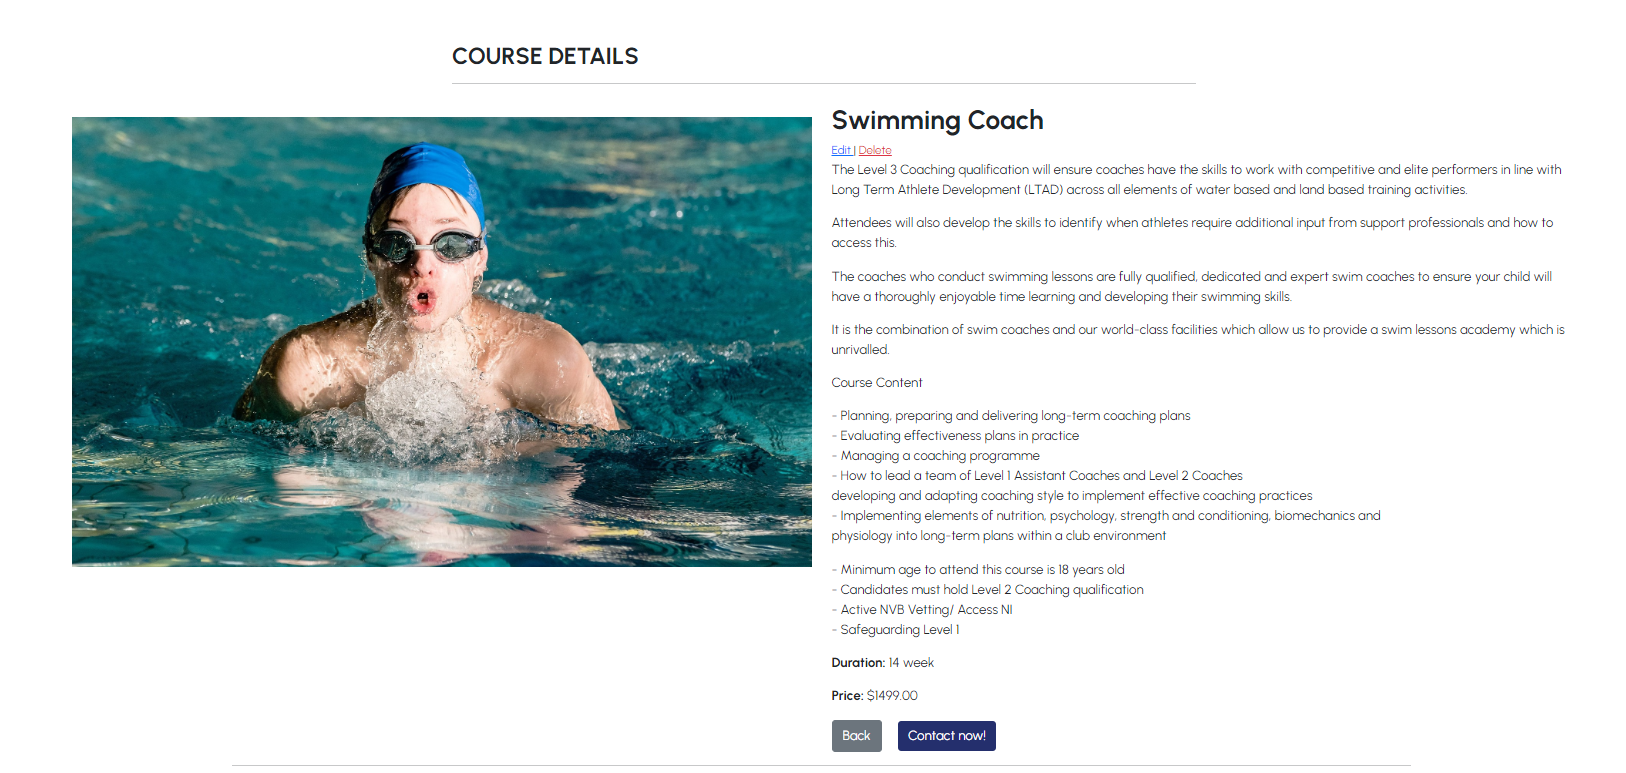 COURSE DETAILS
Swimming Coach
Edit | Delete
The Level 3 Coaching qualification will ensure coaches have the skills to work with competitive and elite performers in line with
Long Term Athlete Development (LTAD) across all elements of water based and land based training activities.
Attendees will also develop the skills to identify when athletes require additional input from support professionals and how to
access this.
The coaches who conduct swimming lessons are fully qualified, dedicated and expert swim coaches to ensure your child will
have a thoroughly enjoyable time learning and developing their swimming skills.
It is the combination of swim coaches and our world-class facilities which allow us to provide a swim lessons academy which is
unrivalled.
Course Content
- Planning, preparing and delivering long-term coaching plans
- Evaluating effectiveness plans in practice
- Managing a coaching programme
- How to lead a team of Level 1 Assistant Coaches and Level 2 Coaches
developing and adapting coaching style to implement effective coaching practices
- Implementing elements of nutrition, psychology, strength and conditioning, biomechanics and
physiology into long-term plans within a club environment
- Minimum age to attend this course is 18 years old
- Candidates must hold Level 2 Coaching qualification
- Active NVB Vetting/ Access NI
- Safeguarding Level 1
Duration: 14 week
Price: $1499.00
Back
Contact now!